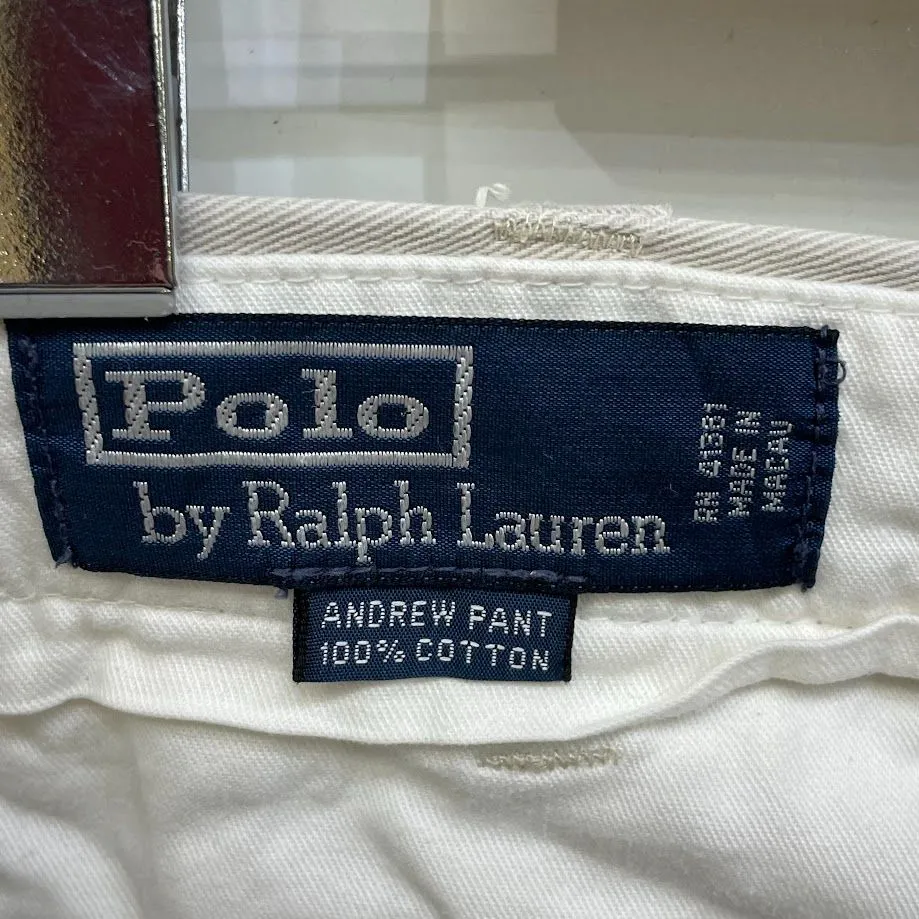 Polo
by Ralph Lauren
RN 41381
MADE IN
MACAU
ANDREW PANT
100% COTTON